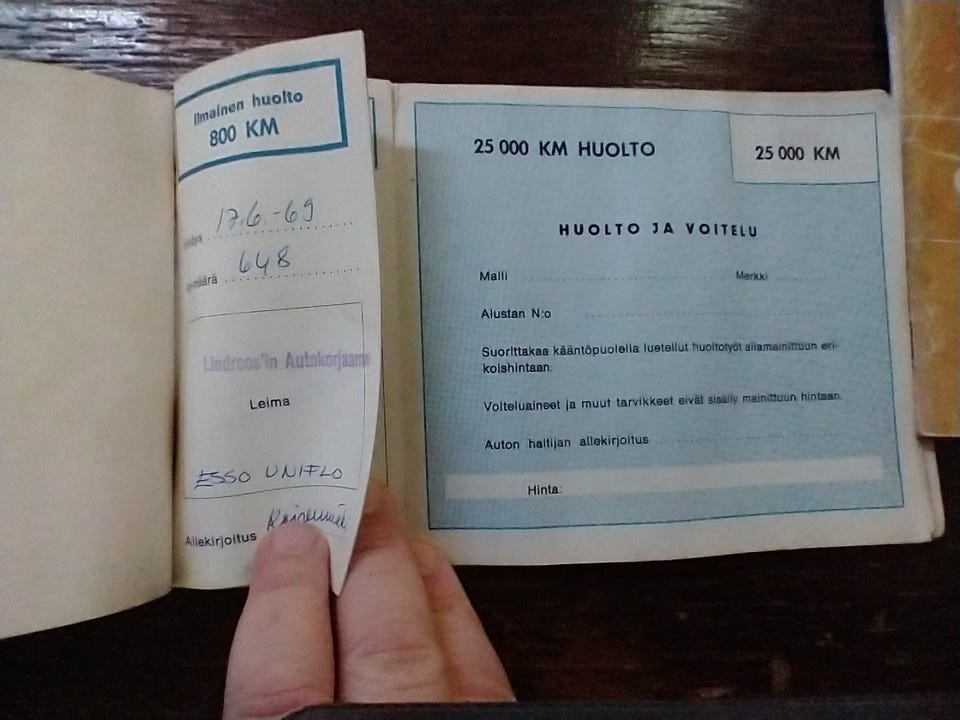 Ilmainen huolto
800 KM
17.6.-69
648
Lindroos'in Autokorjaamo
Leima
ESSO UNIFLO
Allekirjoitus
25 000 KM HUOLTO
25 000 KM
HUOLTO JA VOITELU
Malli Merkki
Alustan N:o
Suorittakaa kääntöpuolella luetellut huoltotyöt allamainittuun eri-
koishintaan.
Voiteluaineet ja muut tarvikkeet eivät sisälly mainittuun hintaan.
Auton haltijan allekirjoitus
Hinta: